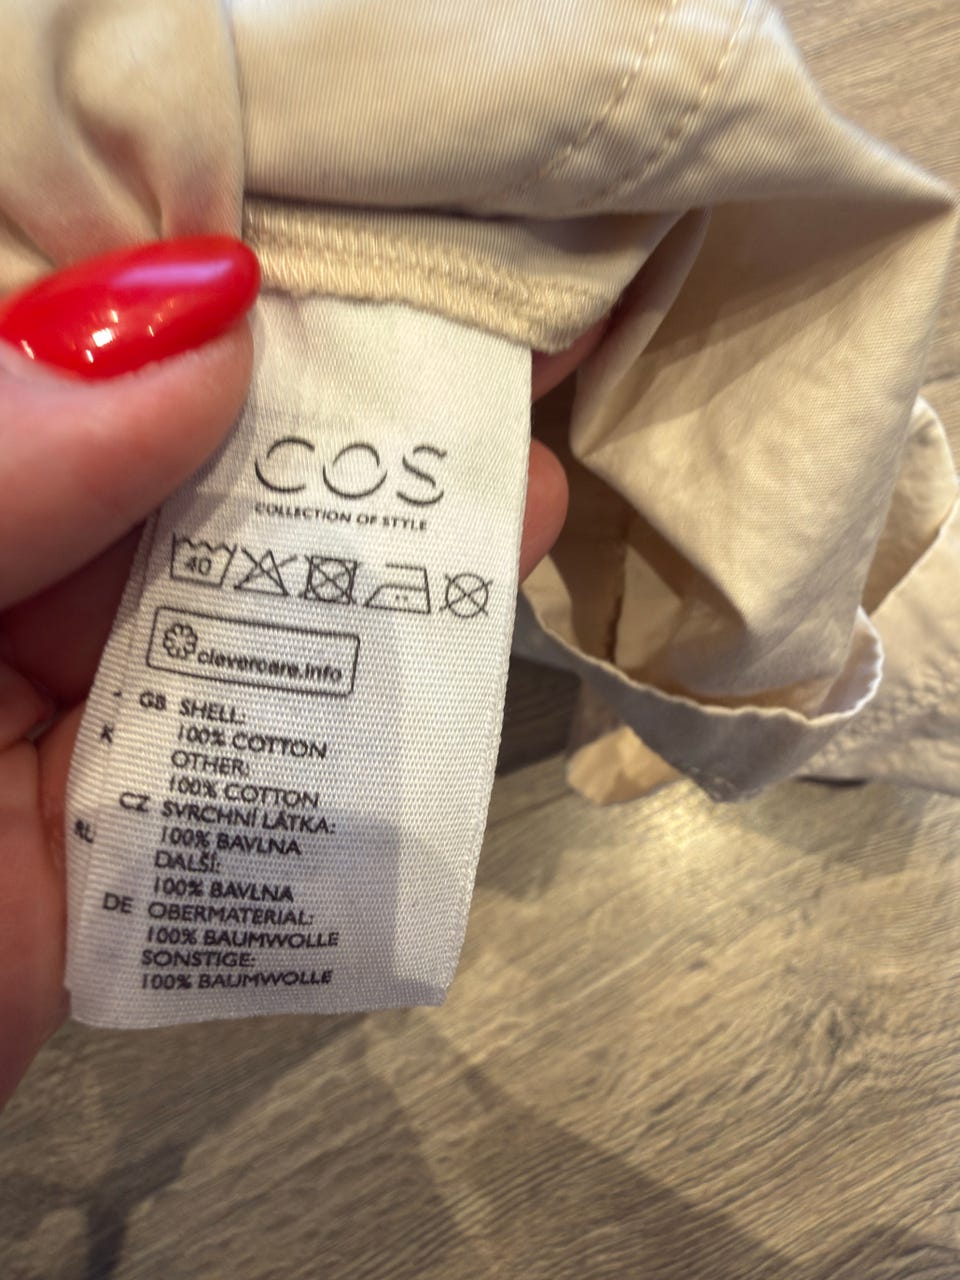 COS
COLLECTION OF STYLE
40
clevercare.info
GB SHELL:
100% COTTON
OTHER:
100% COTTON
CZ SVRCHNÍ LÁTKA:
100% BAVLNA
DALŠÍ:
100% BAVLNA
DE OBERMATERIAL:
100% BAUMWOLLE
SONSTIGE:
100% BAUMWOLLE